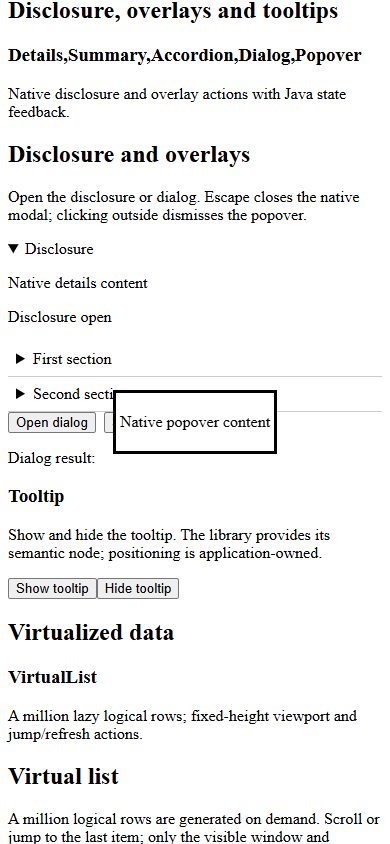 Disclosure, overlays and tooltips
Details,Summary,Accordion,Dialog,Popover
Native disclosure and overlay actions with Java state
feedback.
Disclosure and overlays
Open the disclosure or dialog. Escape closes the native
modal; clicking outside dismisses the popover.
Disclosure
Native details content
Disclosure open
First section
Second secti
Open dialog
Native popover content
Dialog result:
Tooltip
Show and hide the tooltip. The library provides its
semantic node; positioning is application-owned.
Show tooltip Hide tooltip
Virtualized data
VirtualList
A million lazy logical rows; fixed-height viewport and
jump/refresh actions.
Virtual list
A million logical rows are generated on demand. Scroll or
jump to the last item; only the visible window and